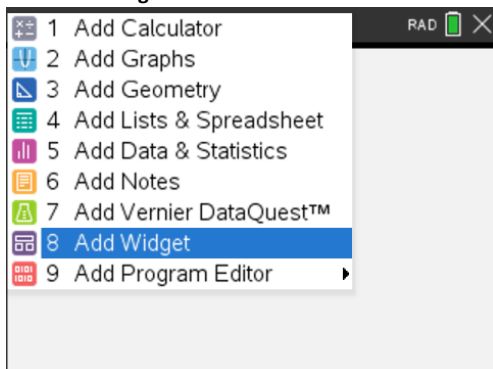 RAD
1 Add Calculator
2 Add Graphs
3 Add Geometry
4 Add Lists & Spreadsheet
5 Add Data & Statistics
6 Add Notes
7 Add Vernier DataQuest™
8 Add Widget
9 Add Program Editor